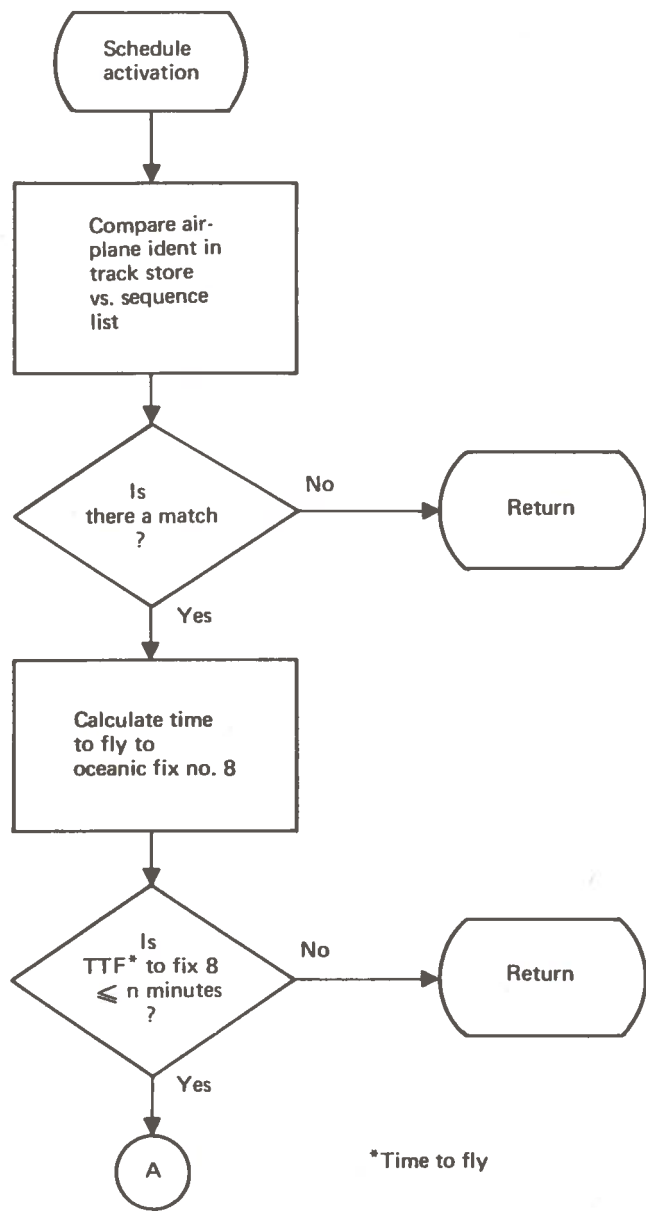 Schedule
activation
Compare air-
plane ident in
track store
vs. sequence
list
Is
there a match
?
No
Return
Yes
Calculate time
to fly to
oceanic fix no. 8
Is
TTF* to fix 8
⩽ n minutes
?
No
Return
Yes
A
*Time to fly